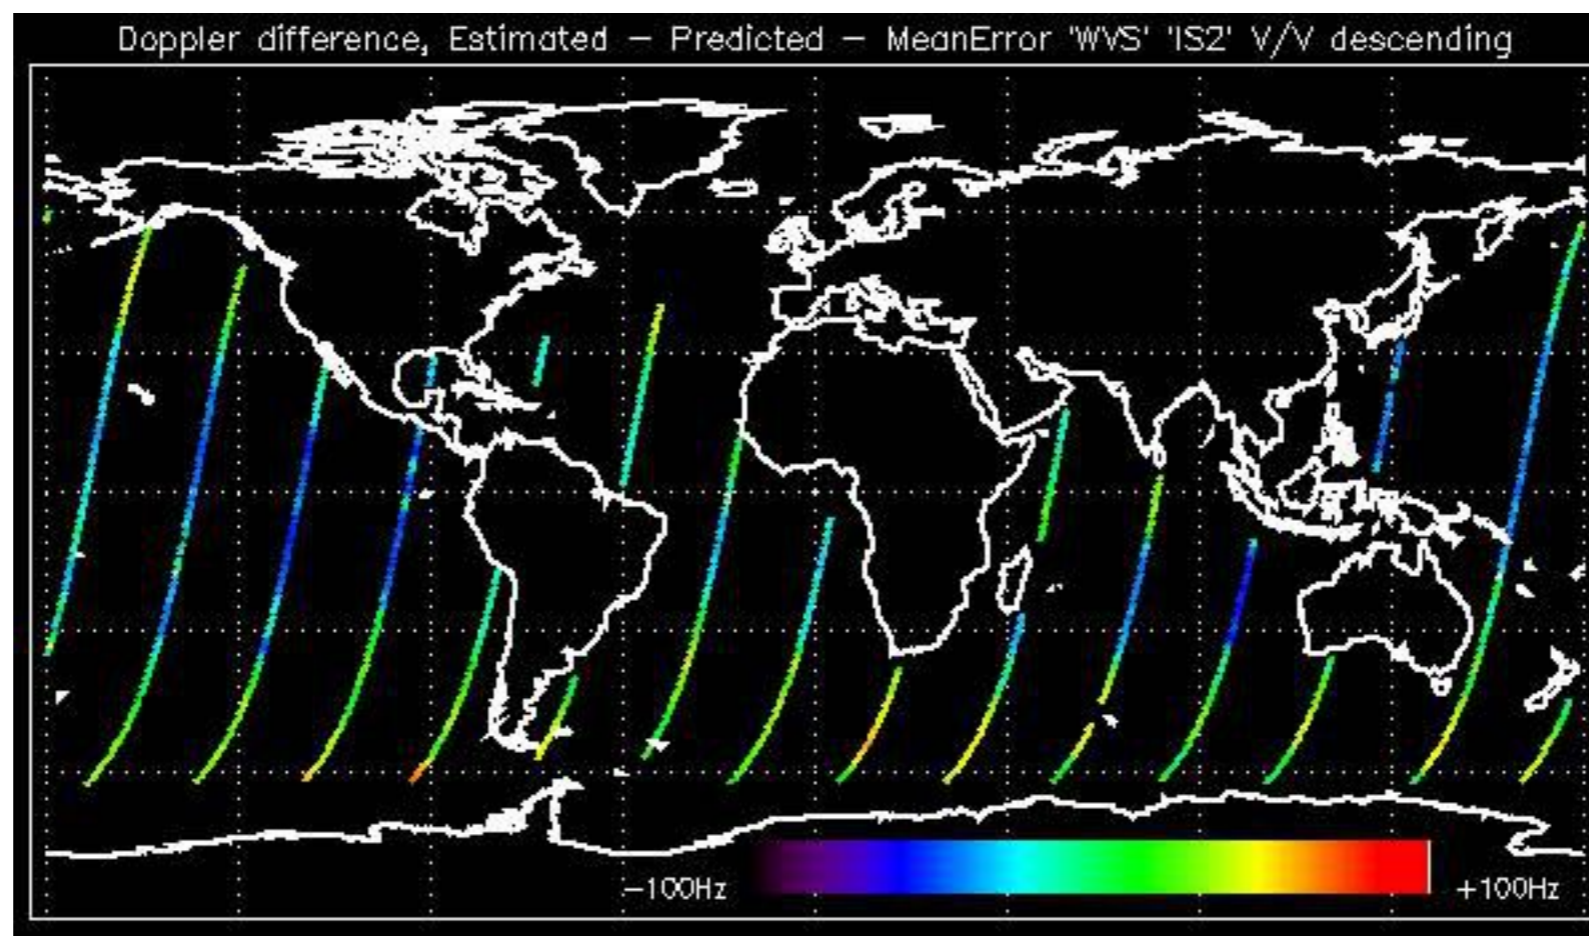 Doppler difference, Estimated – Predicted – MeanError 'WVS' 'IS2' V/V descending
–100Hz +100Hz